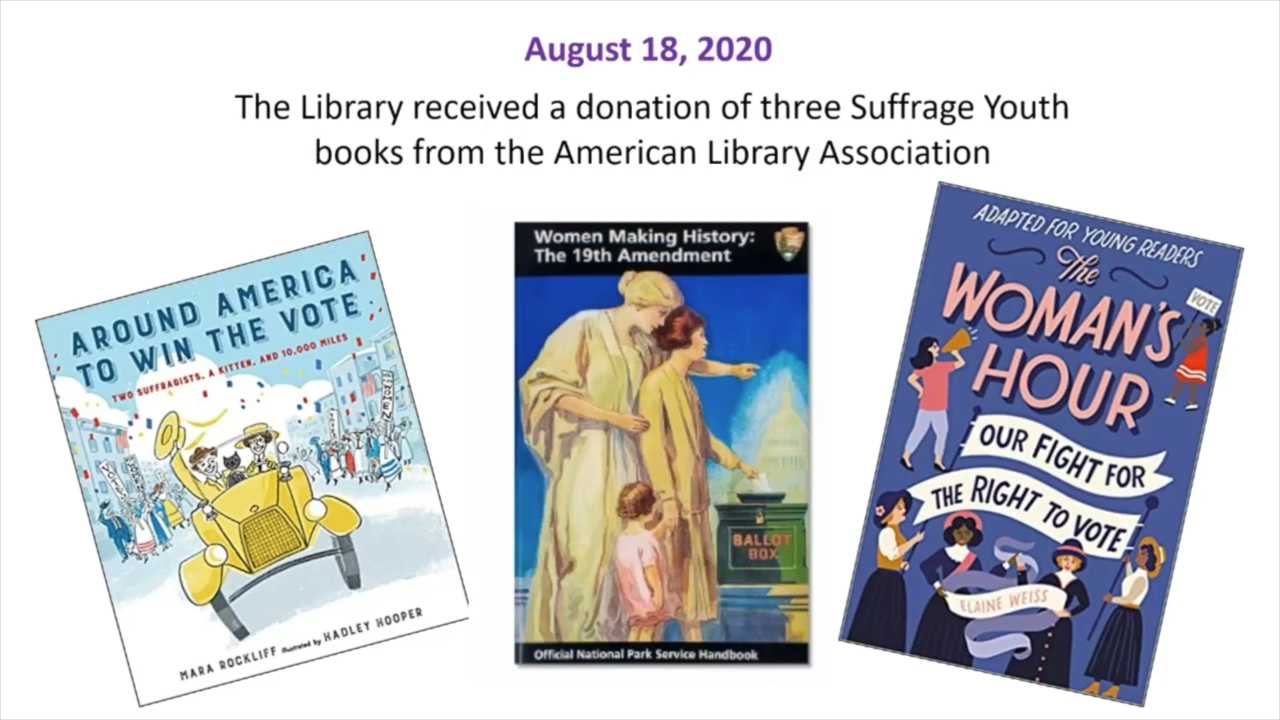 August 18, 2020
The Library received a donation of three Suffrage Youth
books from the American Library Association
AROUND AMERICA
TO WIN THE VOTE
TWO SUFFRAGISTS, A KITTEN, AND 10,000 MILES
MARA ROCKLIFF illustrated by HADLEY HOOPER
Women Making History:
The 19th Amendment
BALLOT
BOX
Official National Park Service Handbook
ADAPTED FOR YOUNG READERS
The
WOMAN'S
HOUR
VOTE
OUR FIGHT FOR
THE RIGHT TO VOTE
ELAINE WEISS